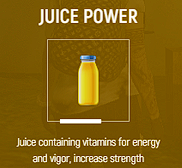 JUICE POWER
Juice containing vitamins for energy
and vigor, increase strength